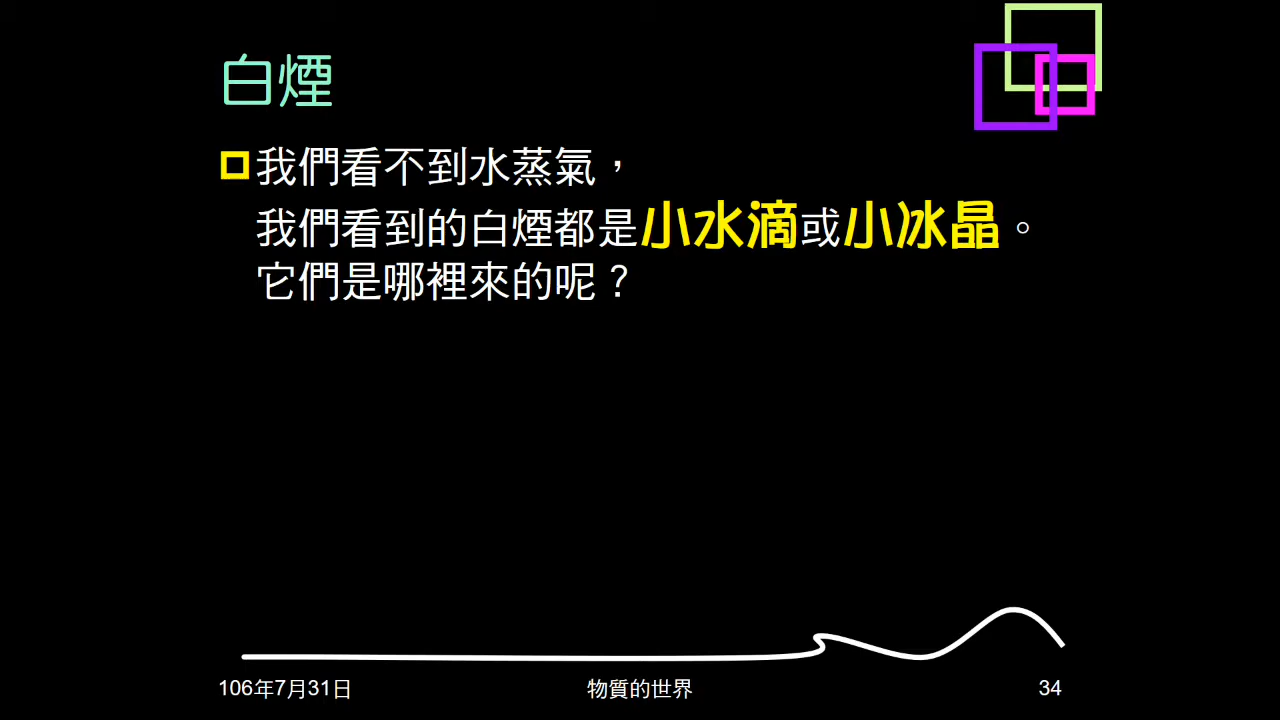 白煙
我們看不到水蒸氣，
我們看到的白煙都是小水滴或小冰晶。
它們是哪裡來的呢？
106年7月31日
物質的世界
34